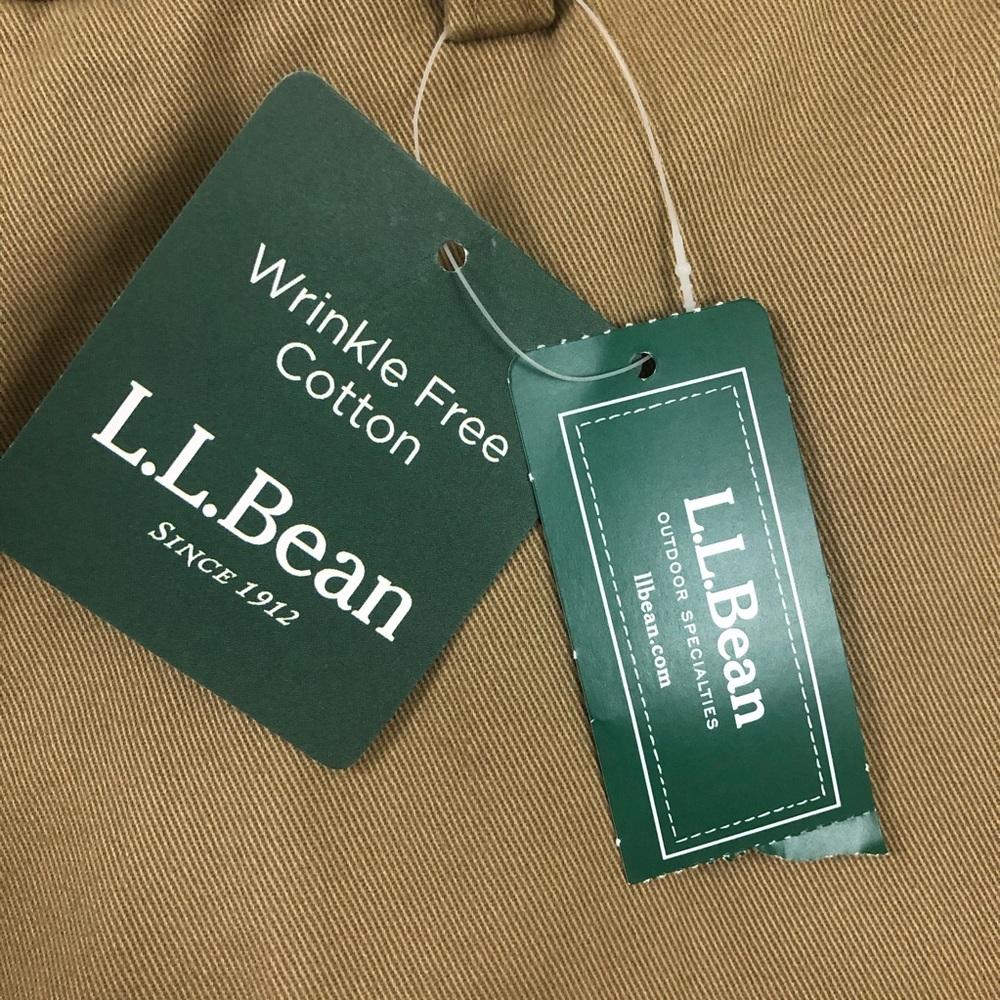 Wrinkle Free
Cotton
L.L.Bean
SINCE 1912
L.L.Bean
OUTDOOR SPECIALTIES
llbean.com